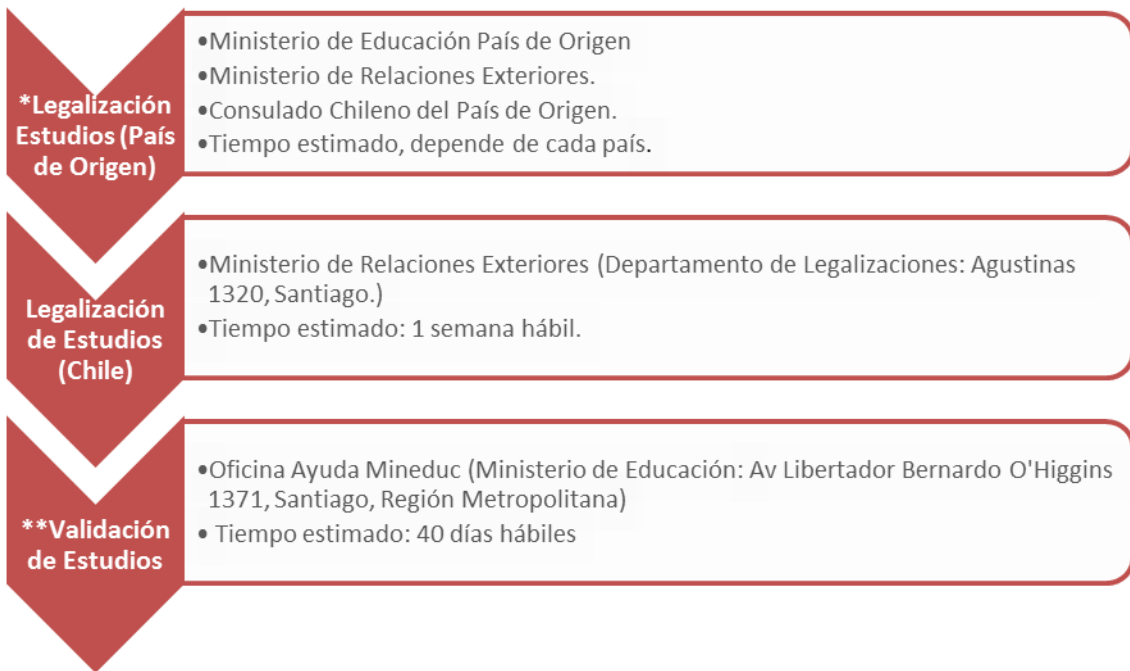 *Legalización
Estudios (País
de Origen)
•Ministerio de Educación País de Origen
•Ministerio de Relaciones Exteriores.
•Consulado Chileno del País de Origen.
•Tiempo estimado, depende de cada país.
Legalización
de Estudios
(Chile)
•Ministerio de Relaciones Exteriores (Departamento de Legalizaciones: Agustinas
1320, Santiago.)
•Tiempo estimado: 1 semana hábil.
**Validación
de Estudios
•Oficina Ayuda Mineduc (Ministerio de Educación: Av Libertador Bernardo O'Higgins
1371, Santiago, Región Metropolitana)
• Tiempo estimado: 40 días hábiles